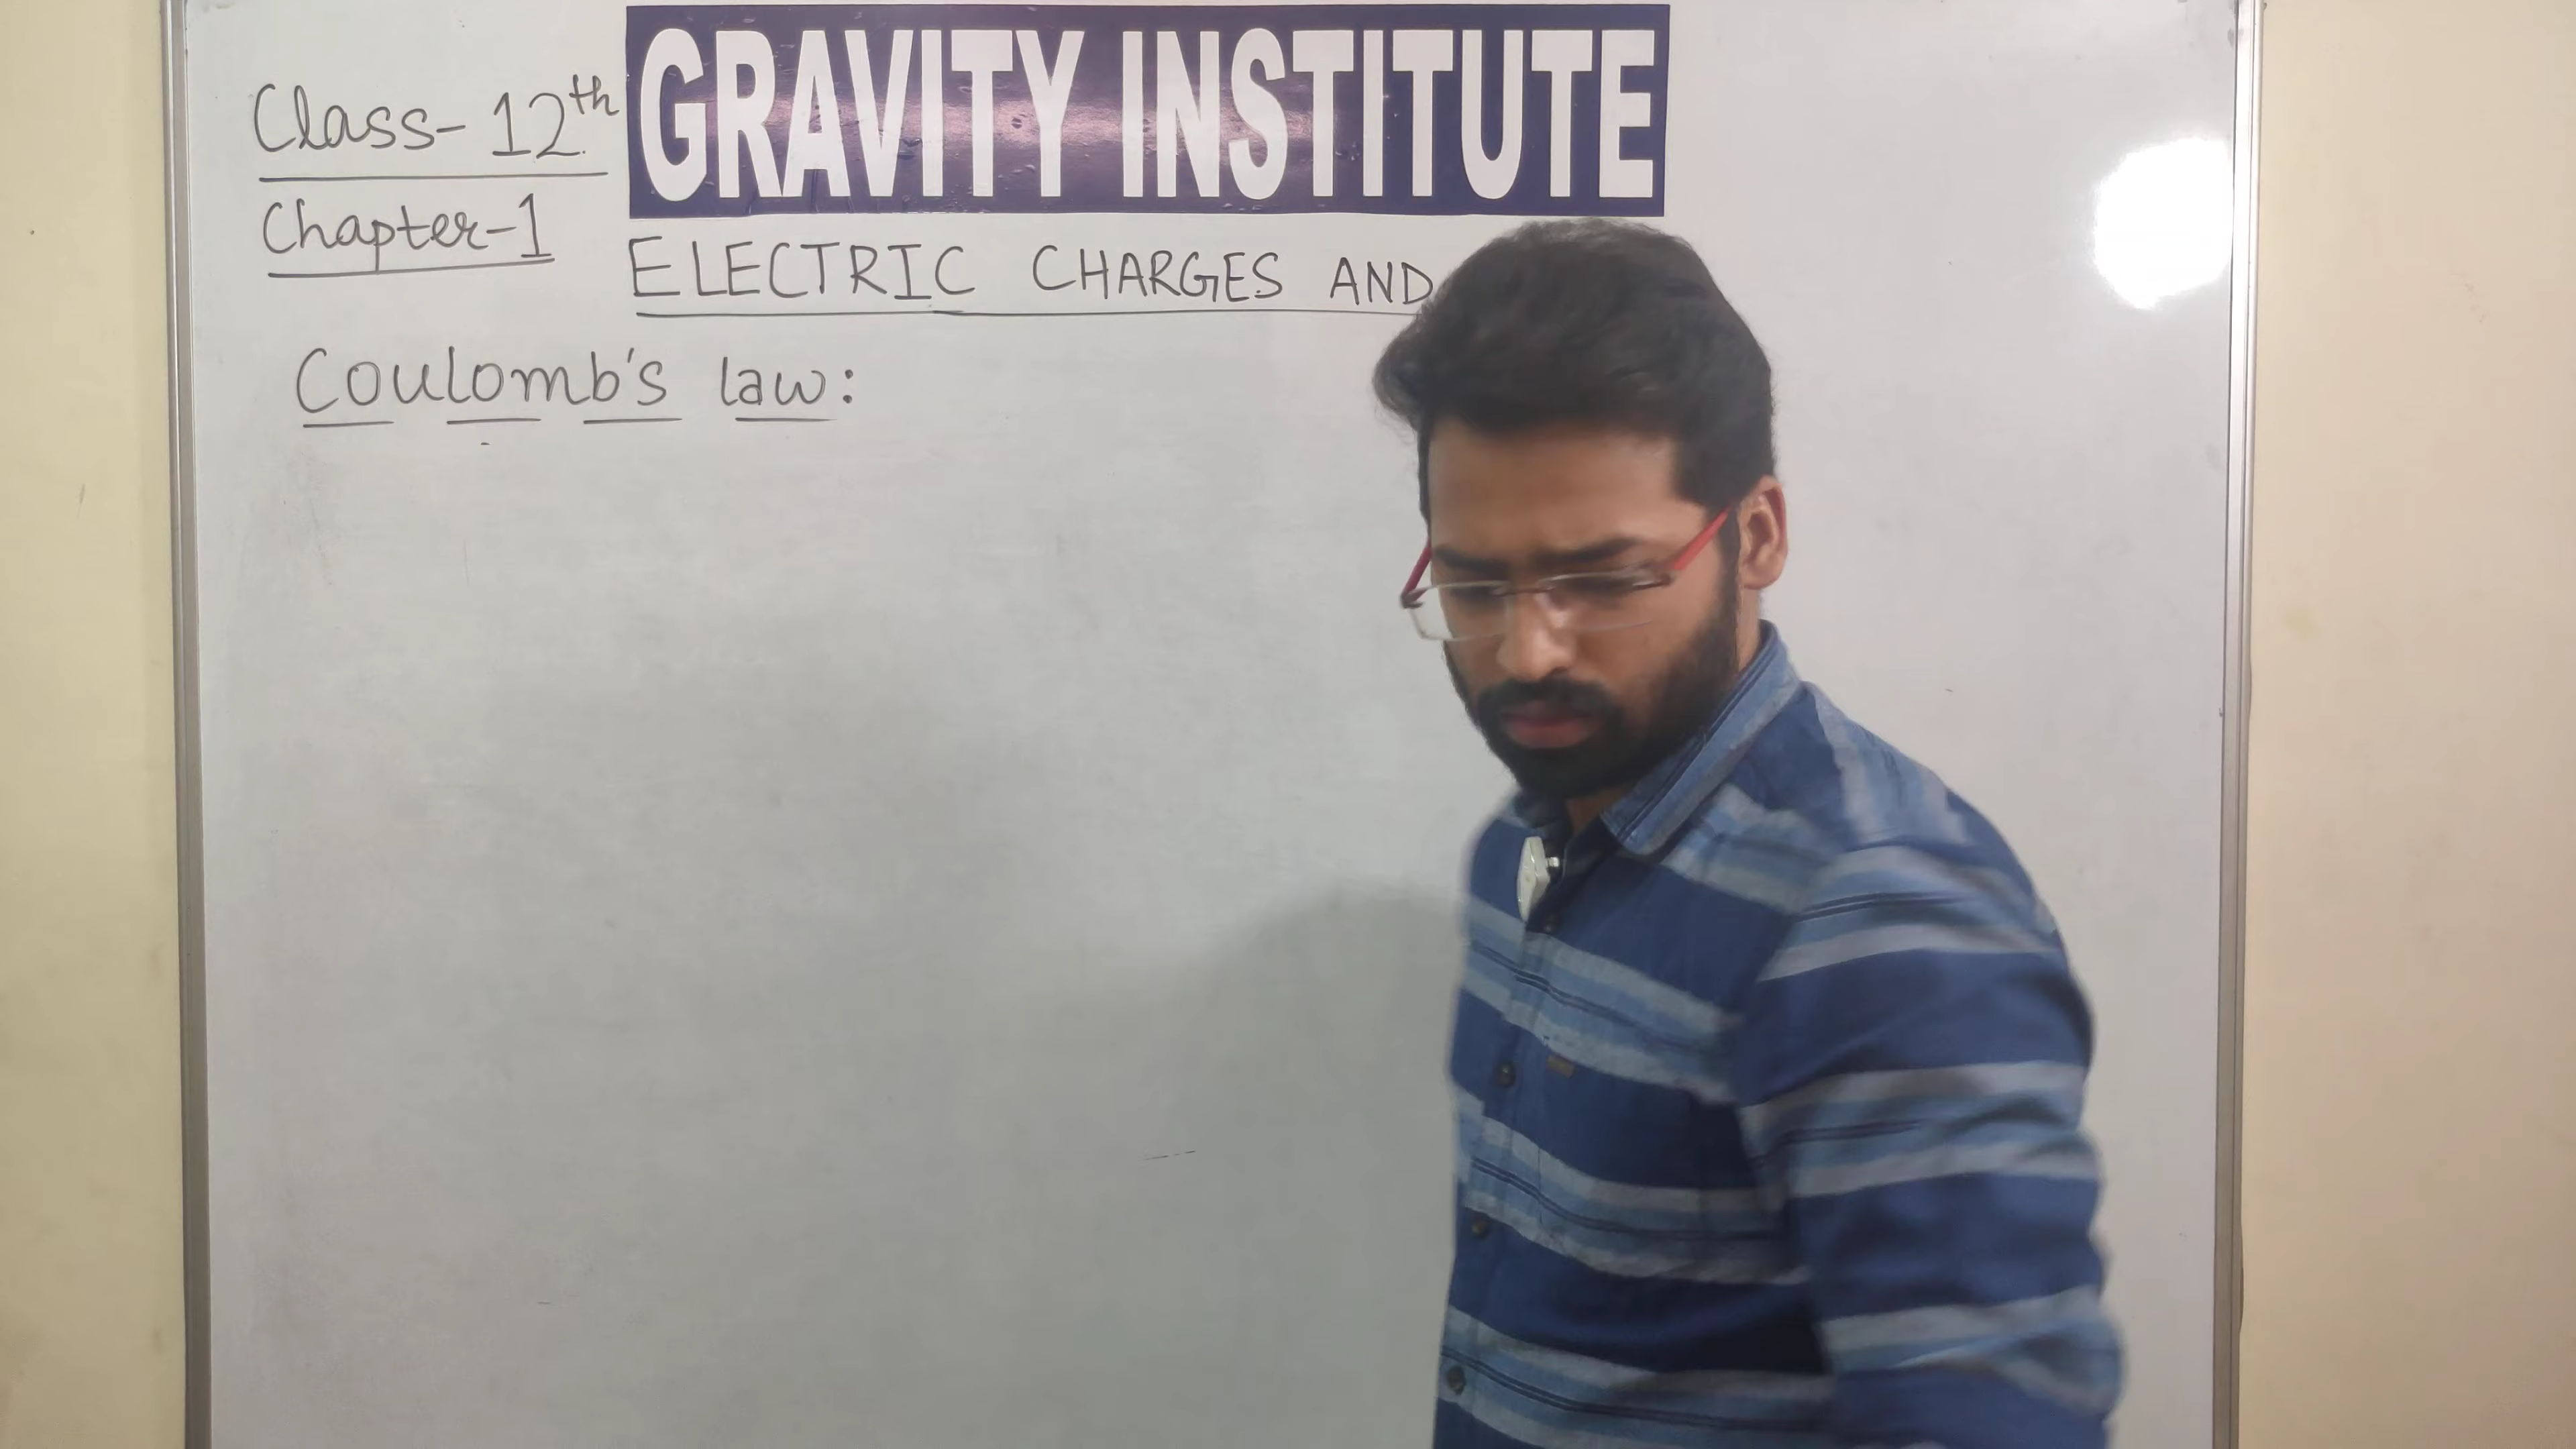 GRAVITY INSTITUTE
Class- 12th
Chapter-1
ELECTRIC CHARGES AND
Coulomb's law: